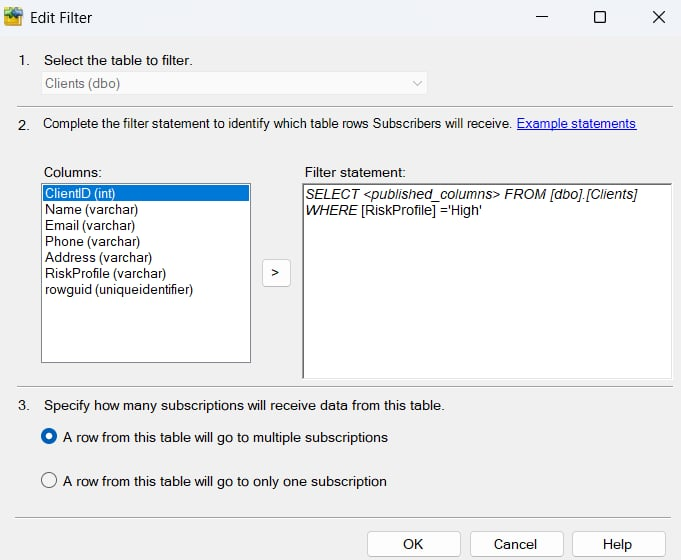 Edit Filter
1. Select the table to filter.
Clients (dbo)
2. Complete the filter statement to identify which table rows Subscribers will receive. Example statements
Columns:
ClientID (int)
Name (varchar)
Email (varchar)
Phone (varchar)
Address (varchar)
RiskProfile (varchar)
rowguid (uniqueidentifier)
>
Filter statement:
SELECT <published_columns> FROM [dbo].[Clients]
WHERE [RiskProfile] ='High'
3. Specify how many subscriptions will receive data from this table.
A row from this table will go to multiple subscriptions
A row from this table will go to only one subscription
OK Cancel Help